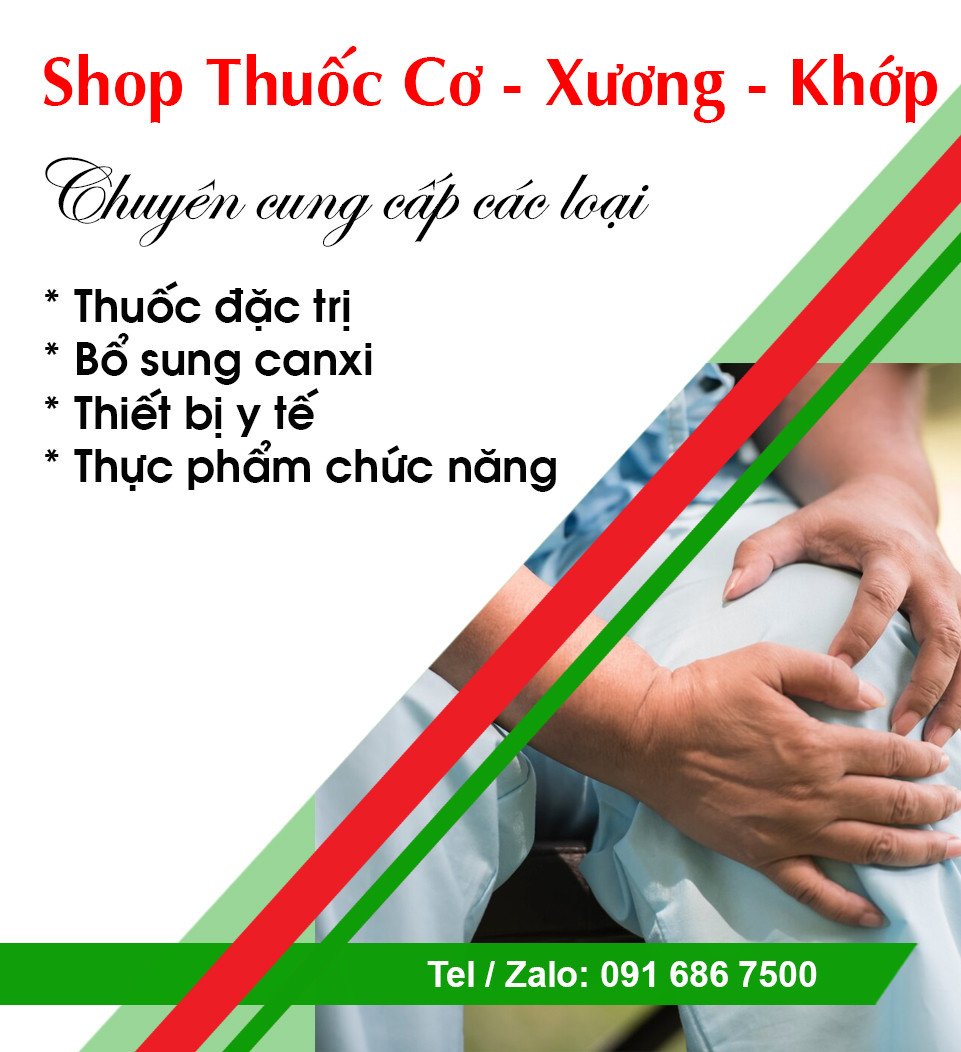 Shop Thuốc Cơ - Xương - Khớp
Chuyên cung cấp các loại
* Thuốc đặc trị
* Bổ sung canxi
* Thiết bị y tế
* Thực phẩm chức năng
Tel / Zalo: 091 686 7500